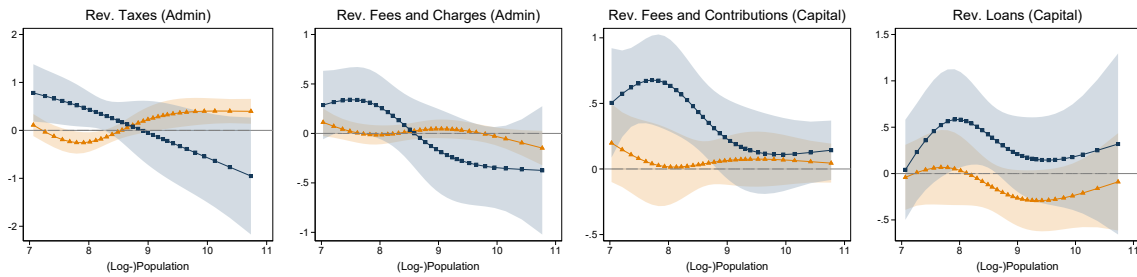 Rev. Taxes (Admin)
2
1
0
-1
-2
7 8 9 10 11
(Log-)Population
Rev. Fees and Charges (Admin)
1
.5
0
-.5
-1
7 8 9 10 11
(Log-)Population
Rev. Fees and Contributions (Capital)
1
.5
0
-.5
7 8 9 10 11
(Log-)Population
Rev. Loans (Capital)
1.5
1
.5
0
-.5
7 8 9 10 11
(Log-)Population